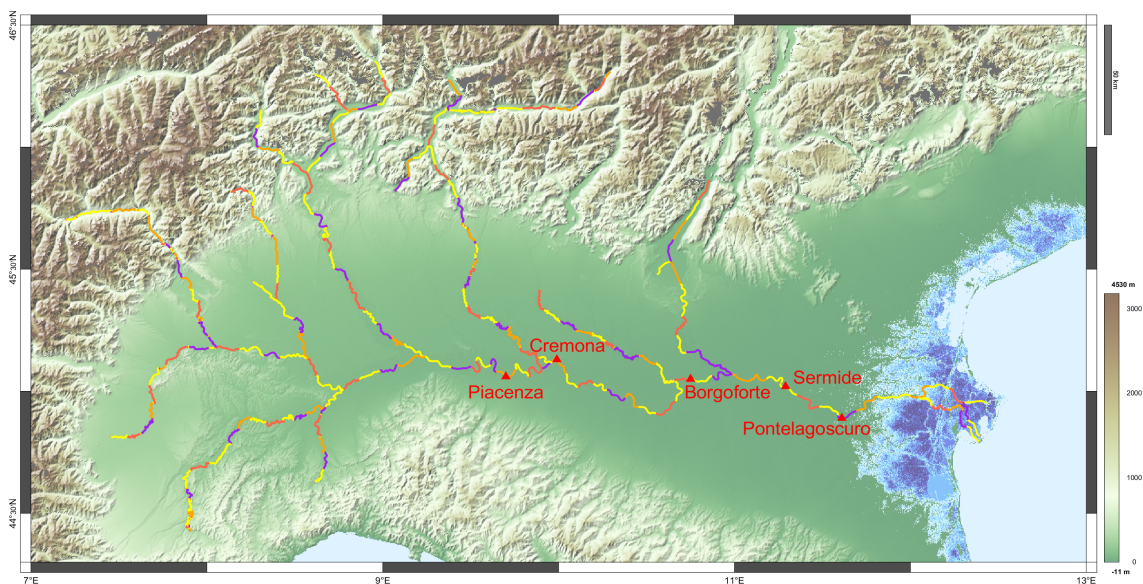 46°30'N
50 km
45°30'N
4530 m
3000
Cremona
Sermide
Piacenza
Borgoforte
2000
Pontelagoscuro
1000
44°30'N
0
-11 m
7°E
9°E
11°E
13°E